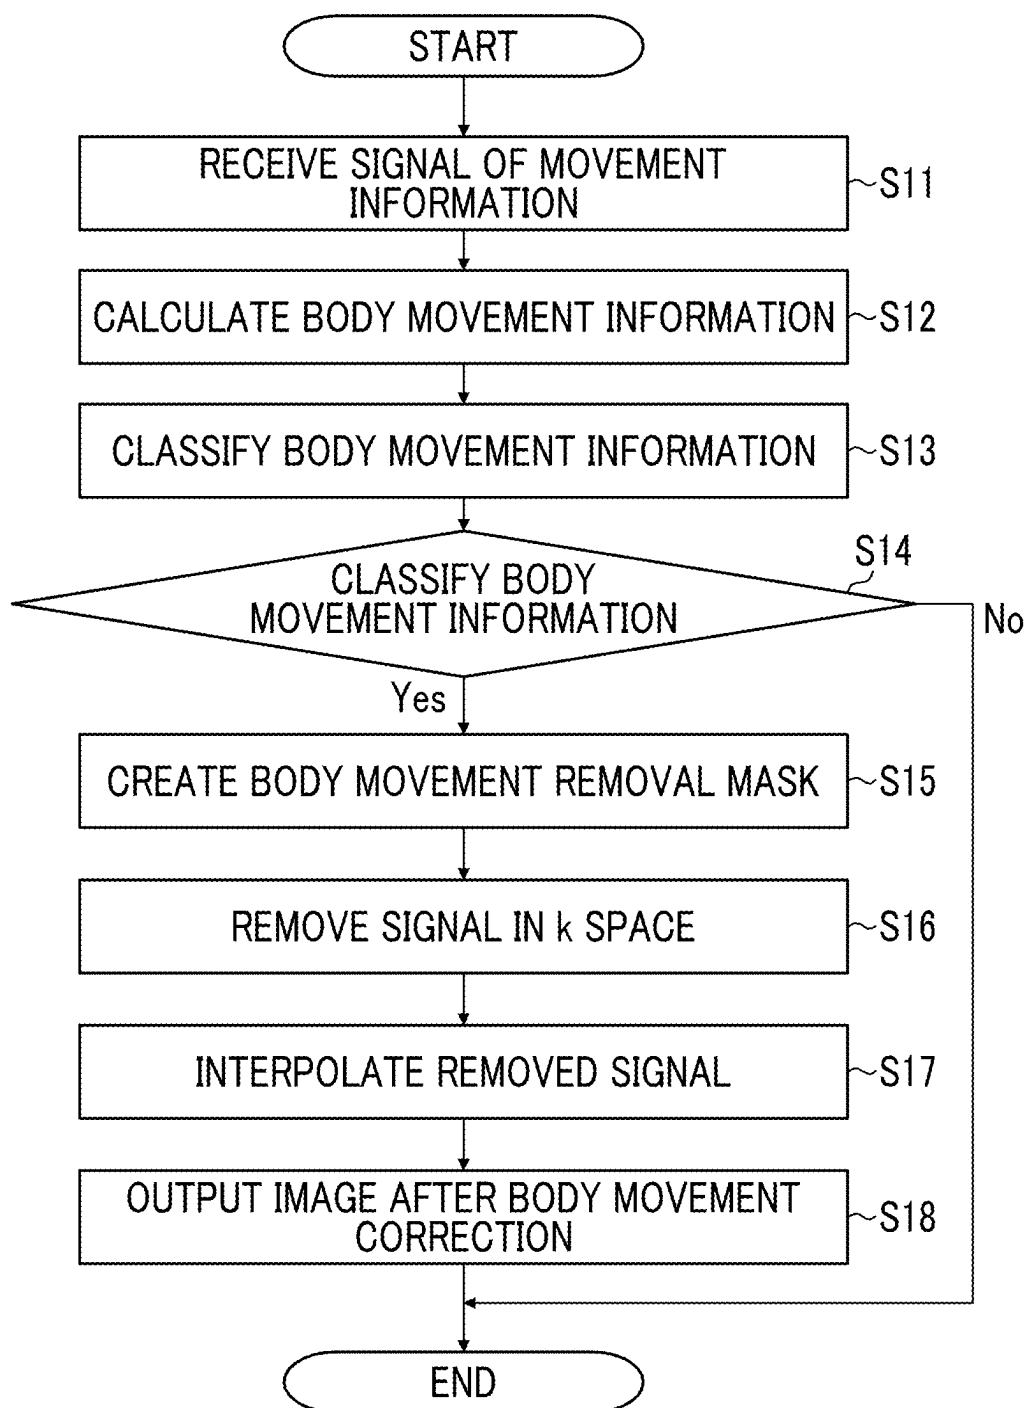 START
RECEIVE SIGNAL OF MOVEMENT
INFORMATION
S11
CALCULATE BODY MOVEMENT INFORMATION
S12
CLASSIFY BODY MOVEMENT INFORMATION
S13
S14
CLASSIFY BODY
MOVEMENT INFORMATION
No
Yes
CREATE BODY MOVEMENT REMOVAL MASK
S15
REMOVE SIGNAL IN k SPACE
S16
INTERPOLATE REMOVED SIGNAL
S17
OUTPUT IMAGE AFTER BODY MOVEMENT
CORRECTION
S18
END